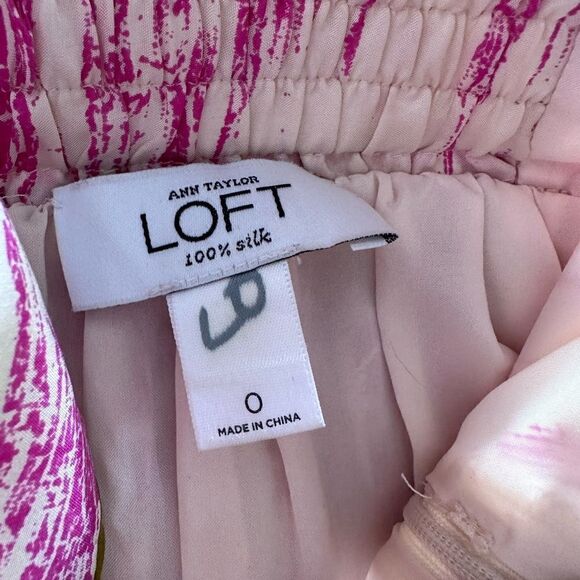 ANN TAYLOR
LOFT
100% silk
0
MADE IN CHINA